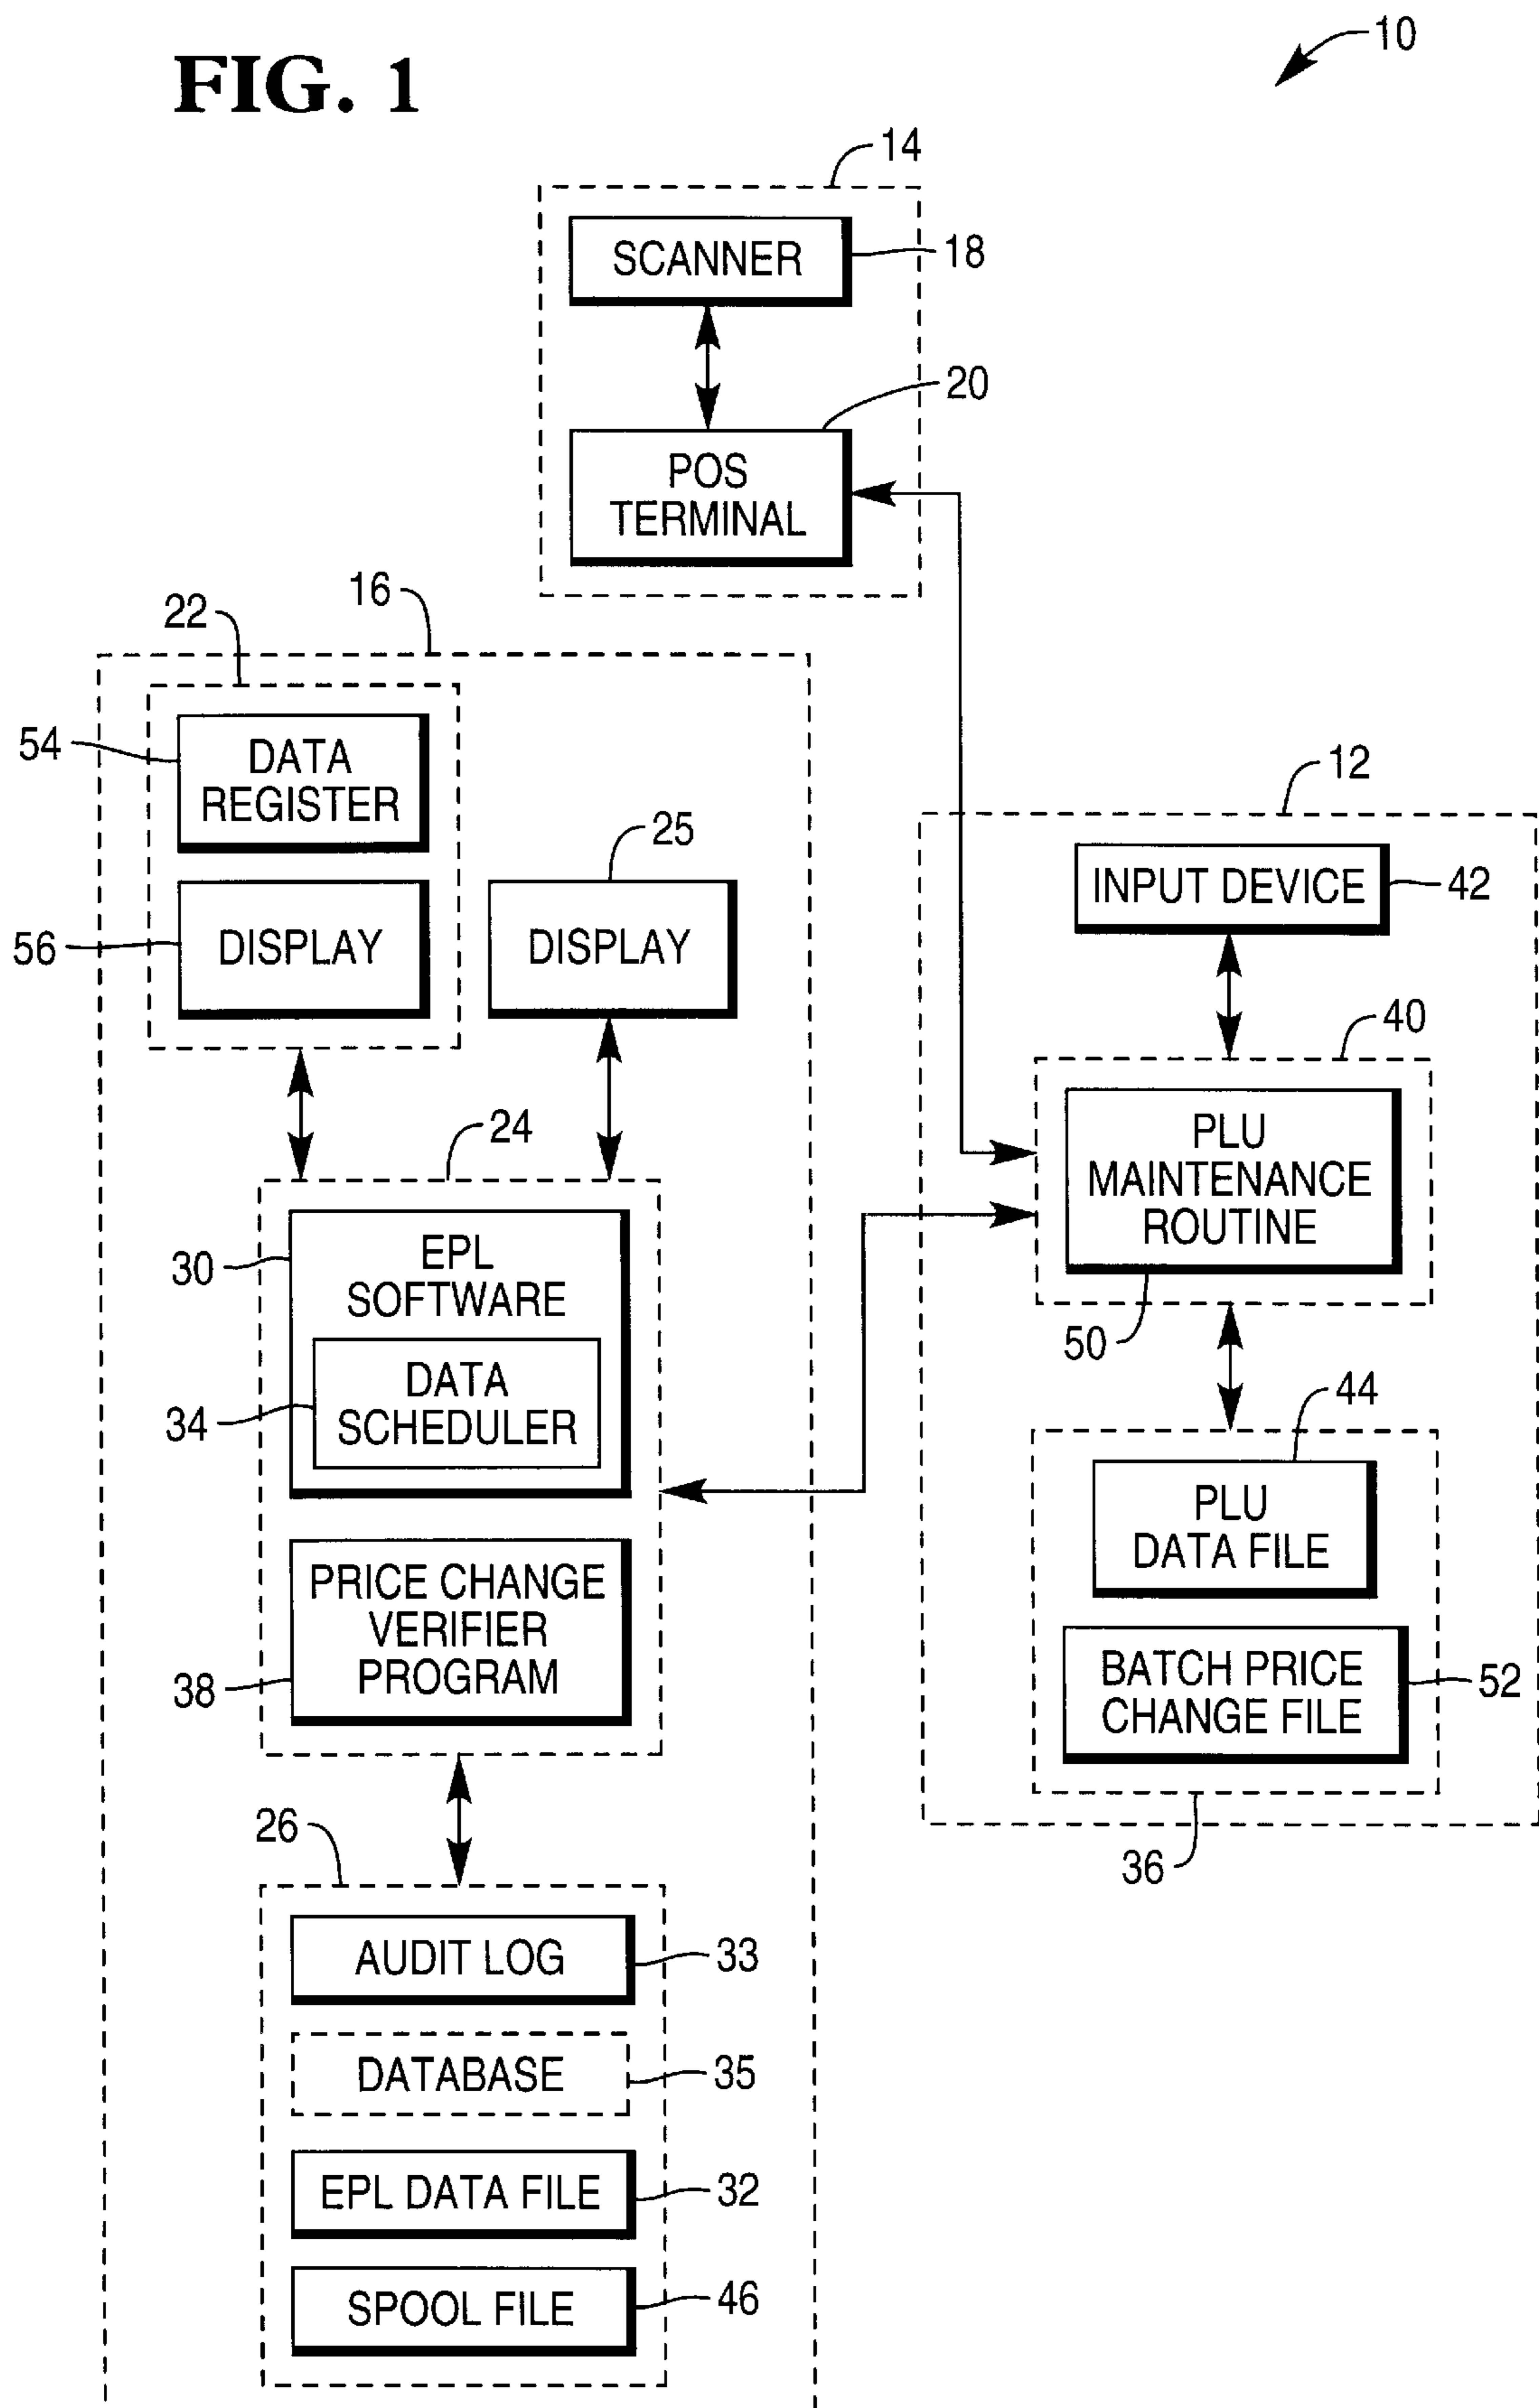 FIG. 1
10
14
SCANNER
18
20
POS
TERMINAL
16
22
54
DATA
REGISTER
25
56
DISPLAY
DISPLAY
12
INPUT DEVICE
42
40
PLU
MAINTENANCE
ROUTINE
50
24
30
EPL
SOFTWARE
34
DATA
SCHEDULER
44
PLU
DATA FILE
PRICE CHANGE
VERIFIER
PROGRAM
38
BATCH PRICE
CHANGE FILE
52
36
26
AUDIT LOG
33
DATABASE
35
EPL DATA FILE
32
SPOOL FILE
46